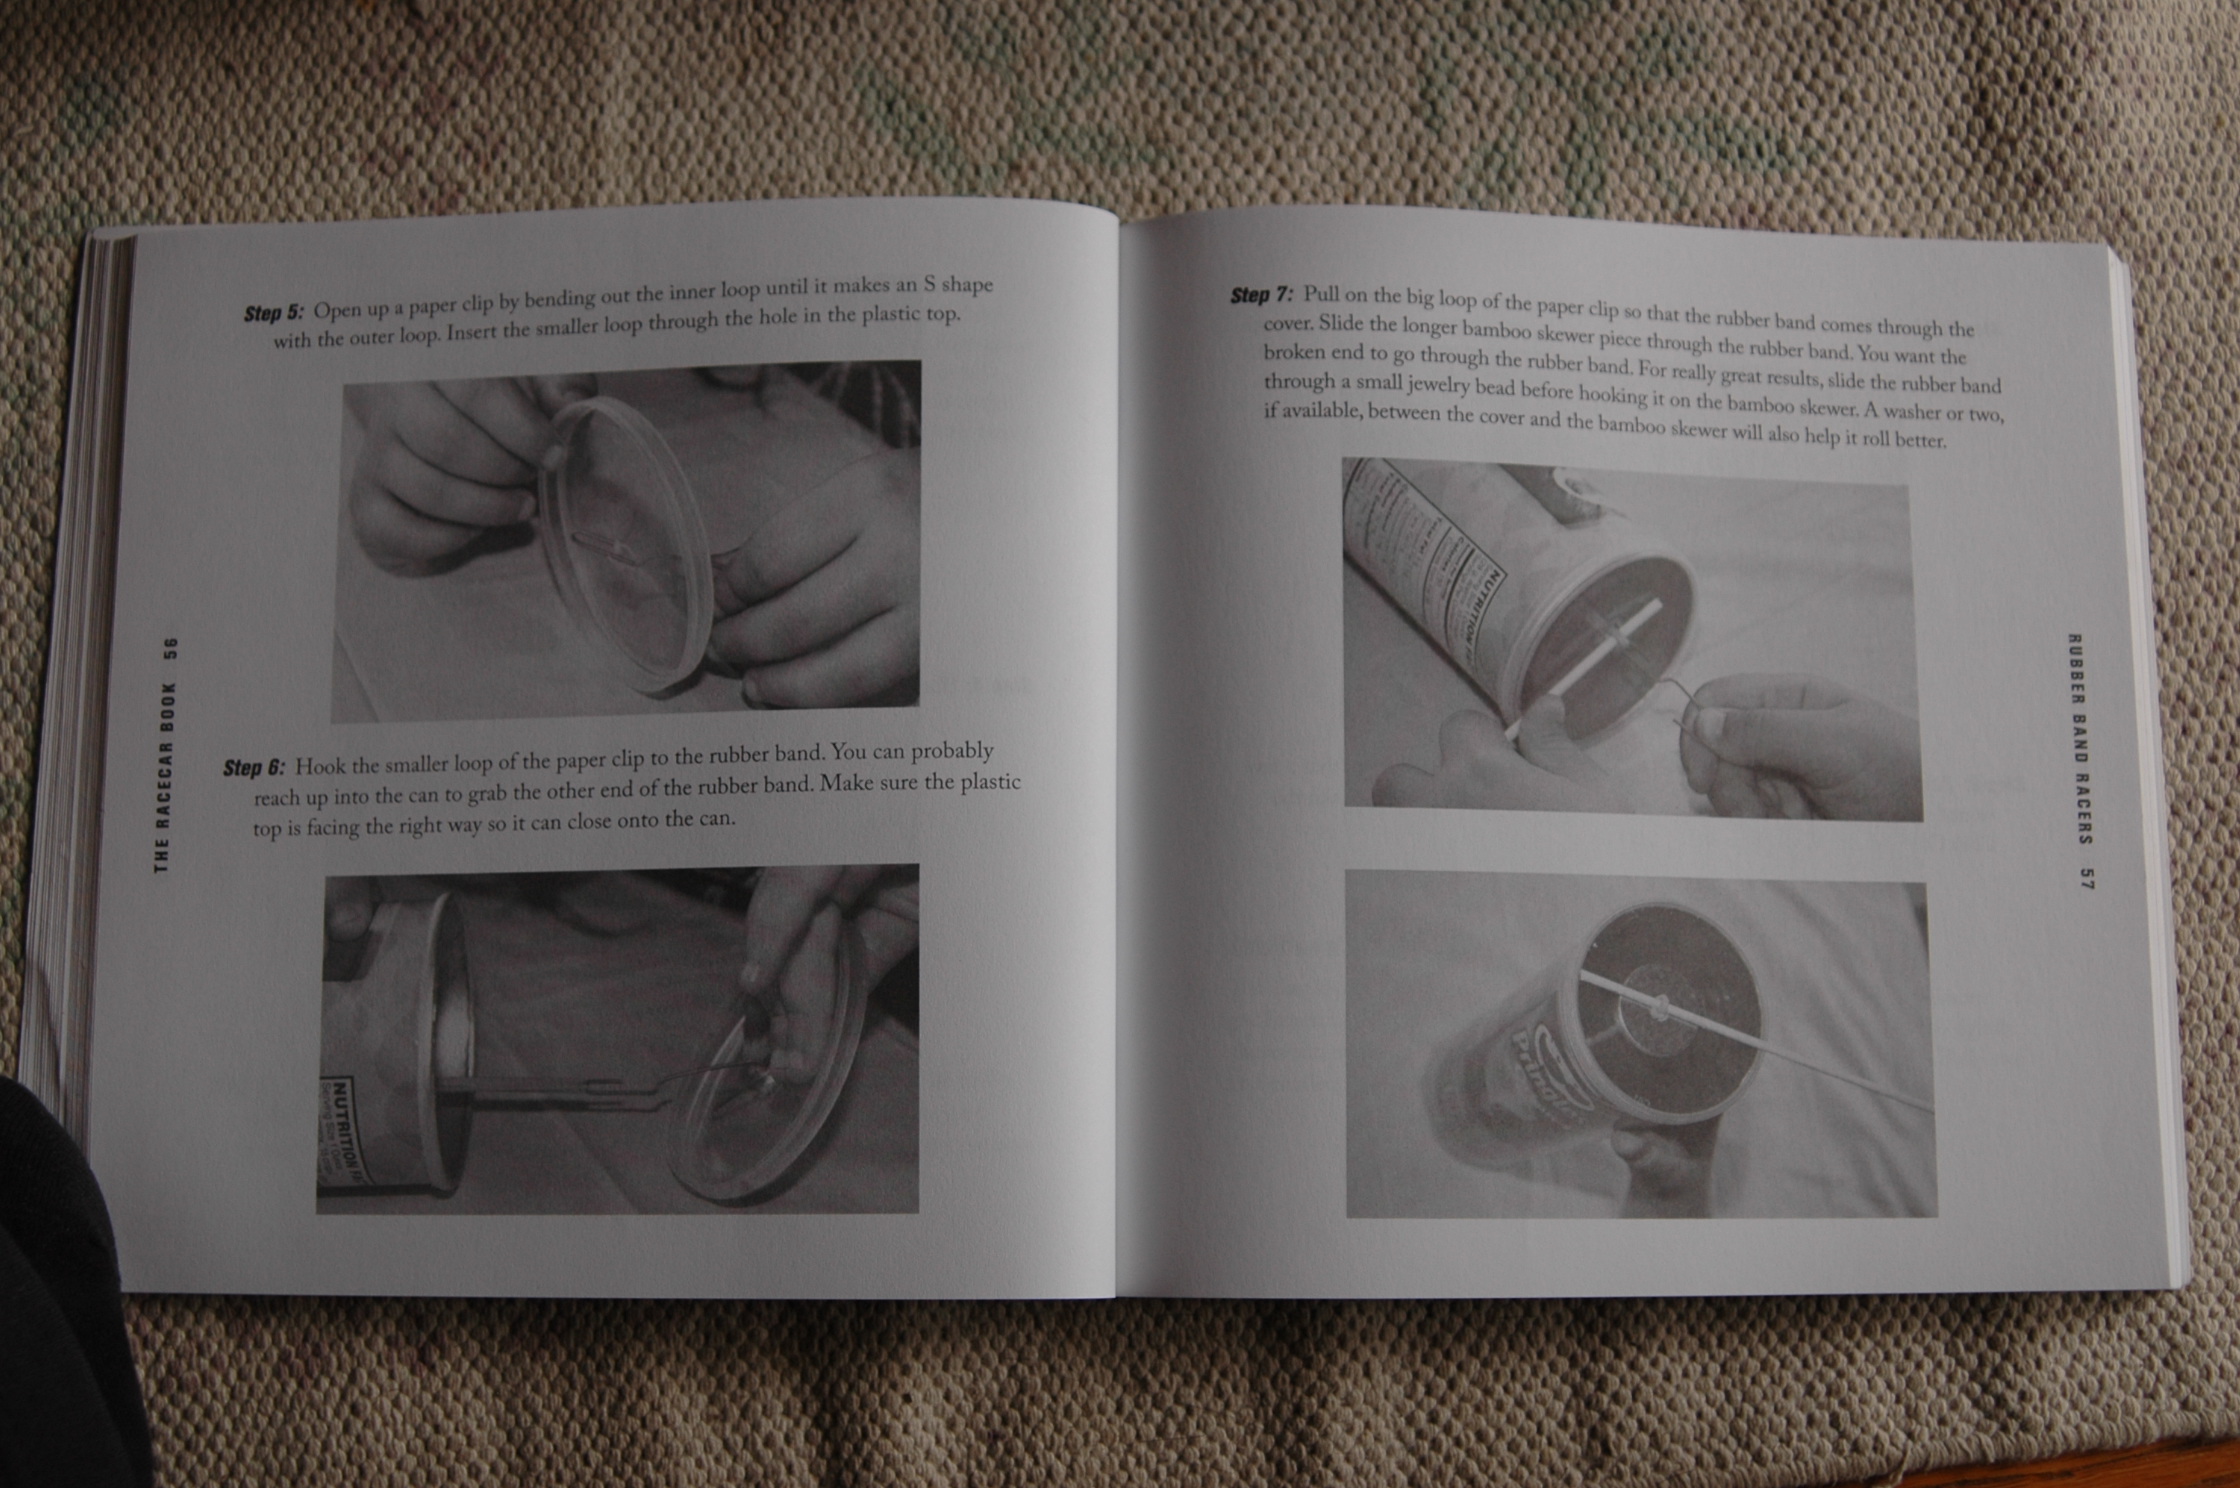 56 THE RACECAR BOOK
Step 5: Open up a paper clip by bending out the inner loop until it makes an S shape
with the outer loop. Insert the smaller loop through the hole in the plastic top.
Step 6: Hook the smaller loop of the paper clip to the rubber band. You can probably
reach up into the can to grab the other end of the rubber band. Make sure the plastic
top is facing the right way so it can close onto the can.
NUTRITION
Serving Size 1
RUBBER BAND RACERS 57
Step 7: Pull on the big loop of the paper clip so that the rubber band comes through the
cover. Slide the longer bamboo skewer piece through the rubber band. You want the
broken end to go through the rubber band. For really great results, slide the rubber band
through a small jewelry bead before hooking it on the bamboo skewer. A washer or two,
if available, between the cover and the bamboo skewer will also help it roll better.
NUTRITION
Calories
Total Fat
Pringles